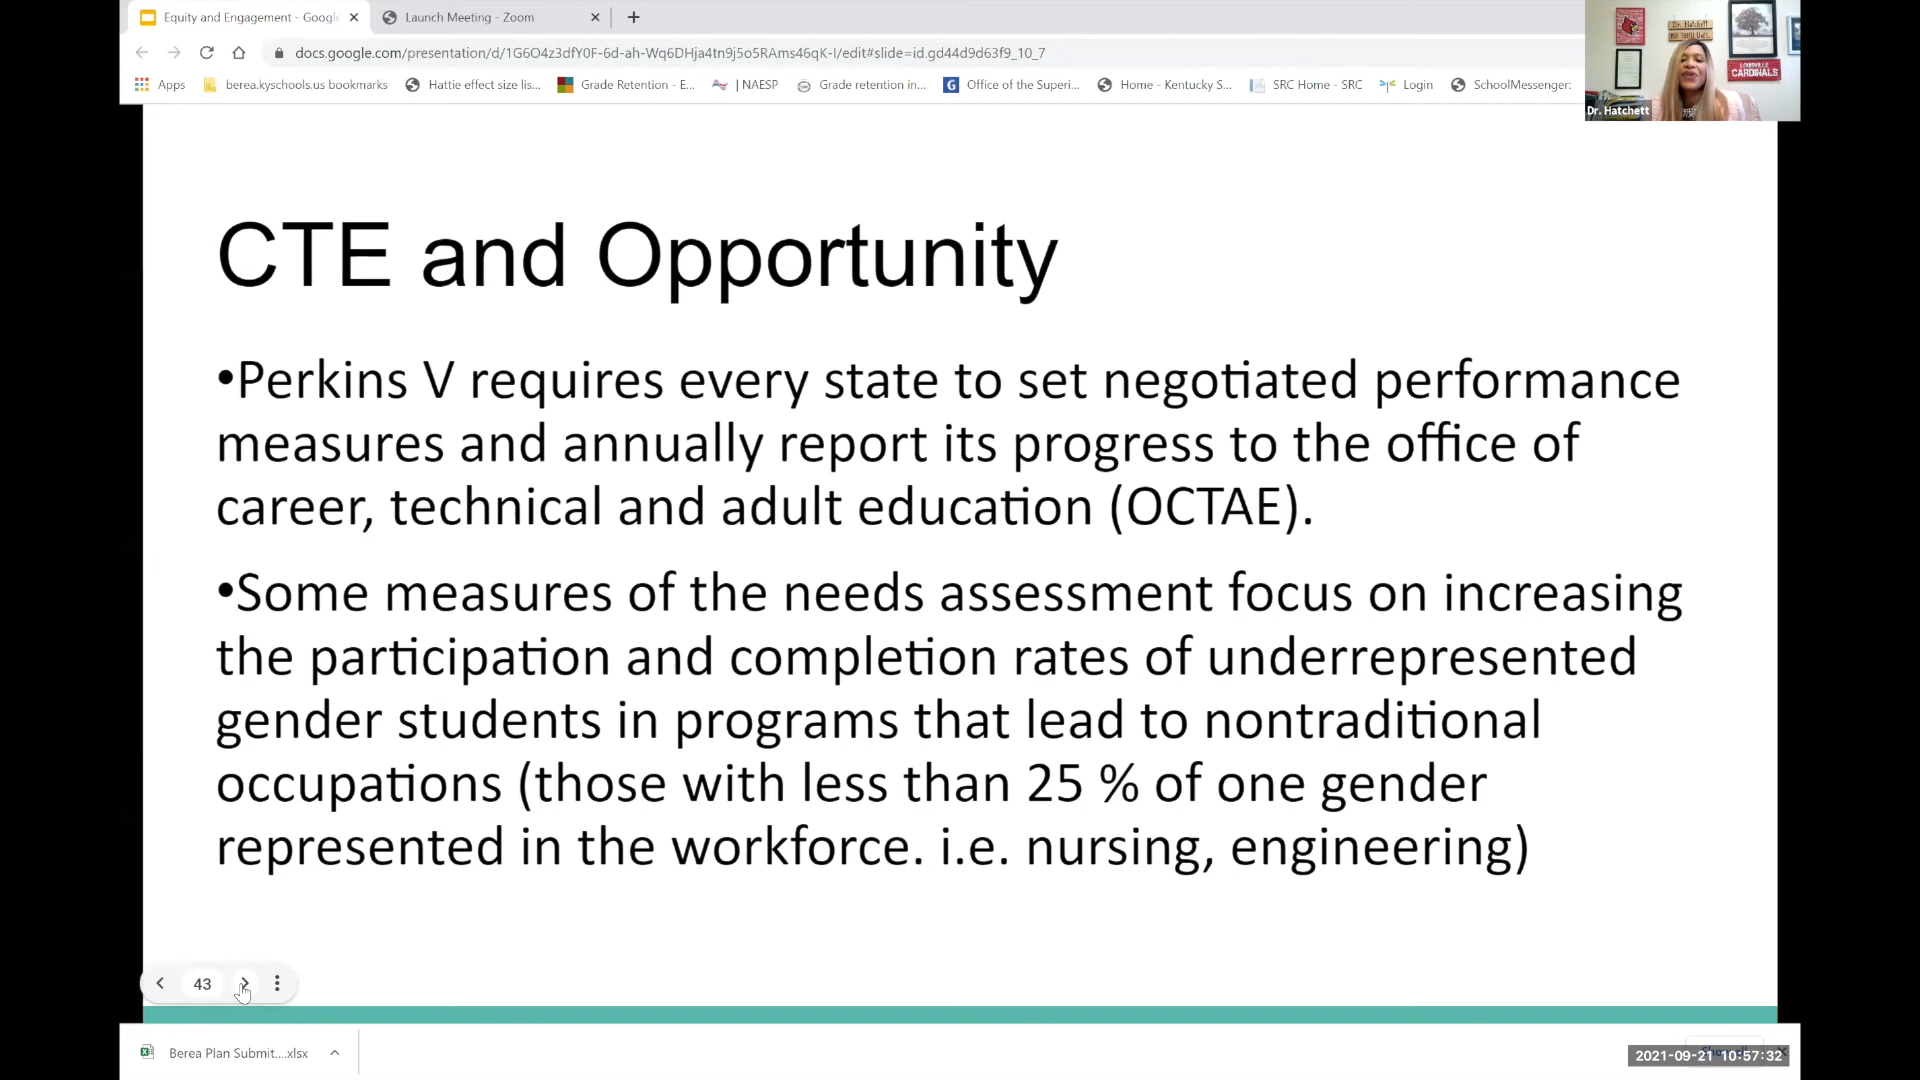 Equity and Engagement - Google
Launch Meeting - Zoom
docs.google.com/presentation/d/1G6O4z3dfY0F-6d-ah-Wq6DHja4tn9j5o5RAms46qK-I/edit#slide=id.gd44d9d63f9_10_7
Apps
berea.kyschools.us bookmarks
Hattie effect size lis...
Grade Retention - E...
| NAESP
Grade retention in...
Office of the Superi...
Home - Kentucky S...
SRC Home - SRC
Login
SchoolMessenger:
Dr. Hatchett
LOUISVILLE
CARDINALS
Dr. Hatchett
CTE and Opportunity
•Perkins V requires every state to set negotiated performance
measures and annually report its progress to the office of
career, technical and adult education (OCTAE).
•Some measures of the needs assessment focus on increasing
the participation and completion rates of underrepresented
gender students in programs that lead to nontraditional
occupations (those with less than 25 % of one gender
represented in the workforce. i.e. nursing, engineering)
43
Berea Plan Submit....xlsx
2021-09-21 10:57:32